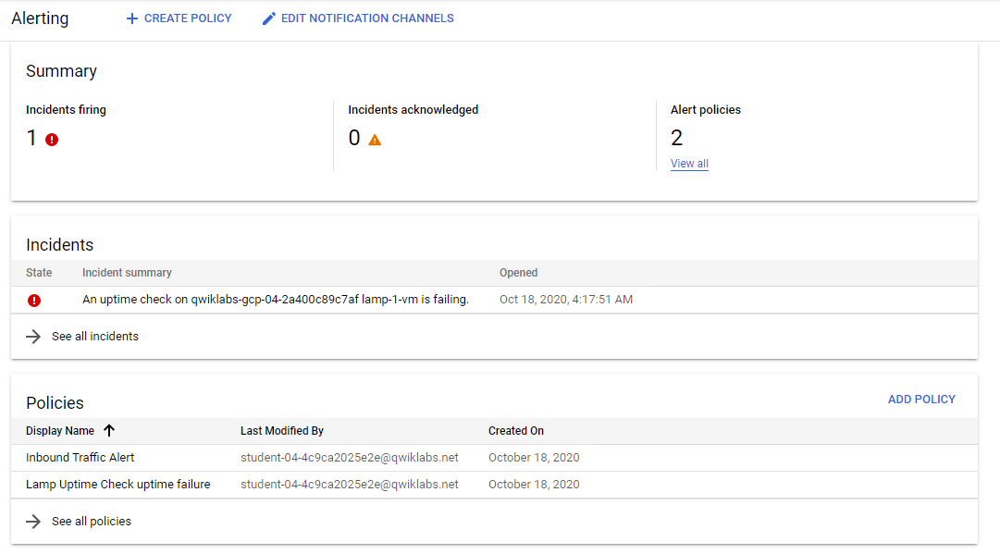 Alerting CREATE POLICY EDIT NOTIFICATION CHANNELS
Summary
Incidents firing Incidents acknowledged Alert policies
1 0 2
View all
Incidents
State Incident summary Opened
An uptime check on qwiklabs-gcp-04-2a400c89c7af lamp-1-vm is failing. Oct 18, 2020, 4:17:51 AM
See all incidents
Policies ADD POLICY
Display Name Last Modified By Created On
Inbound Traffic Alert student-04-4c9ca2025e2e@qwiklabs.net October 18, 2020
Lamp Uptime Check uptime failure student-04-4c9ca2025e2e@qwiklabs.net October 18, 2020
See all policies